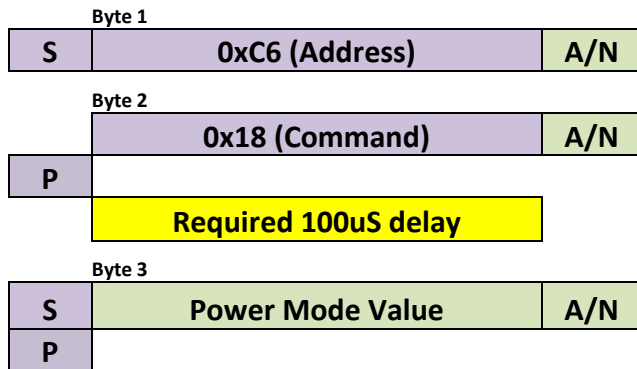 Byte 1
S 0xC6 (Address) A/N
Byte 2
0x18 (Command) A/N
P
Required 100uS delay
Byte 3
S Power Mode Value A/N
P